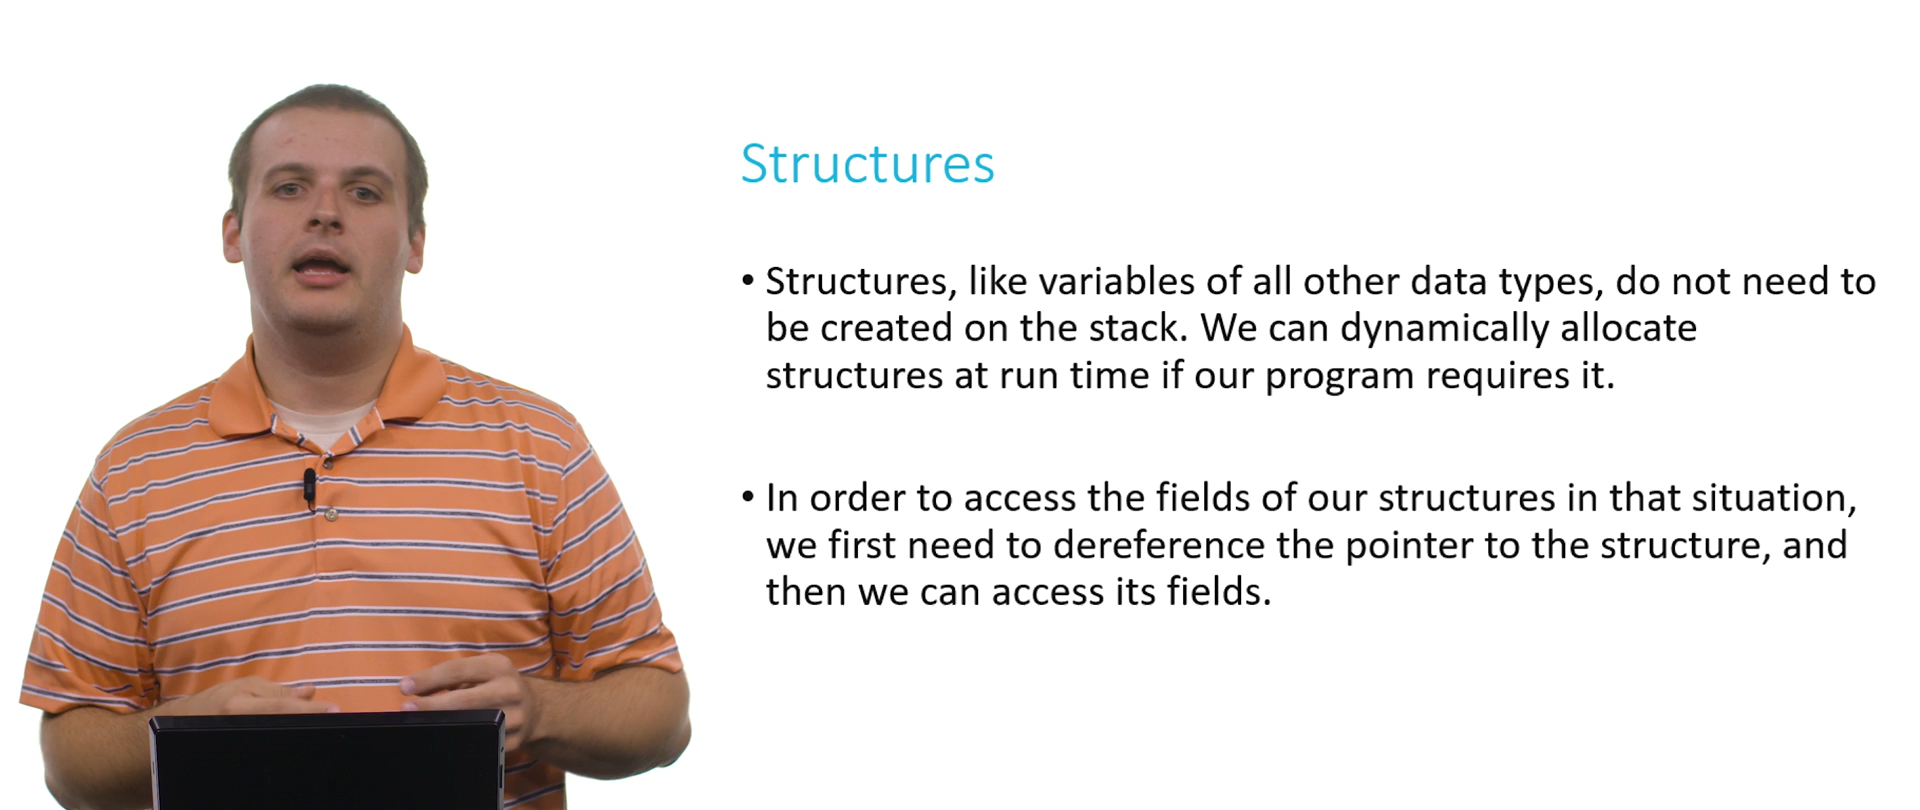 Structures
• Structures, like variables of all other data types, do not need to
be created on the stack. We can dynamically allocate
structures at run time if our program requires it.
• In order to access the fields of our structures in that situation,
we first need to dereference the pointer to the structure, and
then we can access its fields.